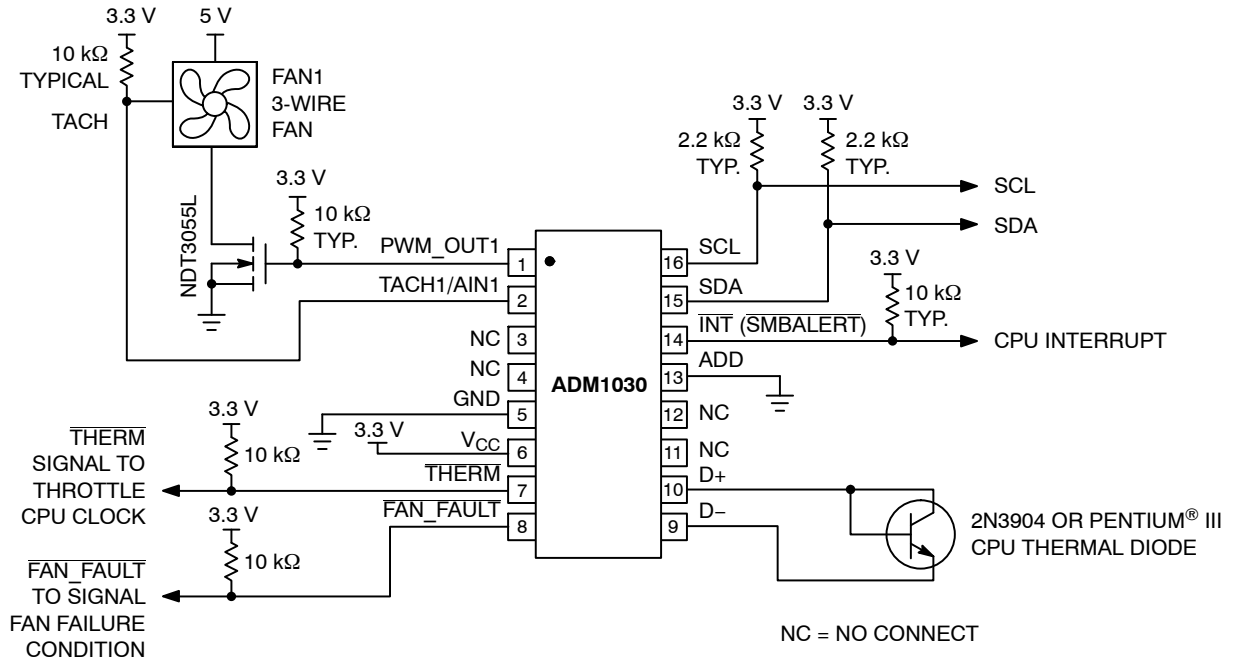 3.3 V
5 V
10 kΩ
TYPICAL
TACH
FAN1
3-WIRE
FAN
NDT3055L
3.3 V
10 kΩ
TYP.
PWM_OUT1
TACH1/AIN1
NC
NC
GND
3.3 V
VCC
THERM
FAN_FAULT
1
2
3
4
5
6
7
8
ADM1030
16
15
14
13
12
11
10
9
SCL
SDA
INT (SMBALERT)
ADD
NC
NC
D+
D−
3.3 V
3.3 V
2.2 kΩ
TYP.
2.2 kΩ
TYP.
SCL
SDA
3.3 V
10 kΩ
TYP.
CPU INTERRUPT
3.3 V
10 kΩ
THERM
SIGNAL TO
THROTTLE
CPU CLOCK
3.3 V
10 kΩ
FAN_FAULT
TO SIGNAL
FAN FAILURE
CONDITION
2N3904 OR PENTIUM® III
CPU THERMAL DIODE
NC = NO CONNECT